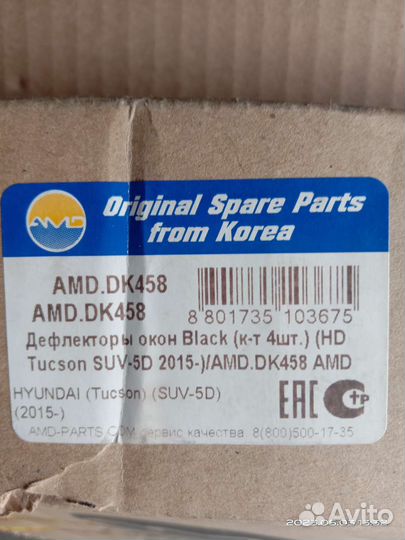 AMD
Original Spare Parts
from Korea
AMD.DK458
AMD.DK458
8 801735 103675
Дефлекторы окон Black (к-т 4шт.) (HD
Tucson SUV-5D 2015-)/AMD.DK458 AMD
HYUNDAI (Tucson) (SUV-5D)
(2015-)
EAC
СТР
AMD-PARTS.COM сервис качества 8(800)500-17-35
Avito